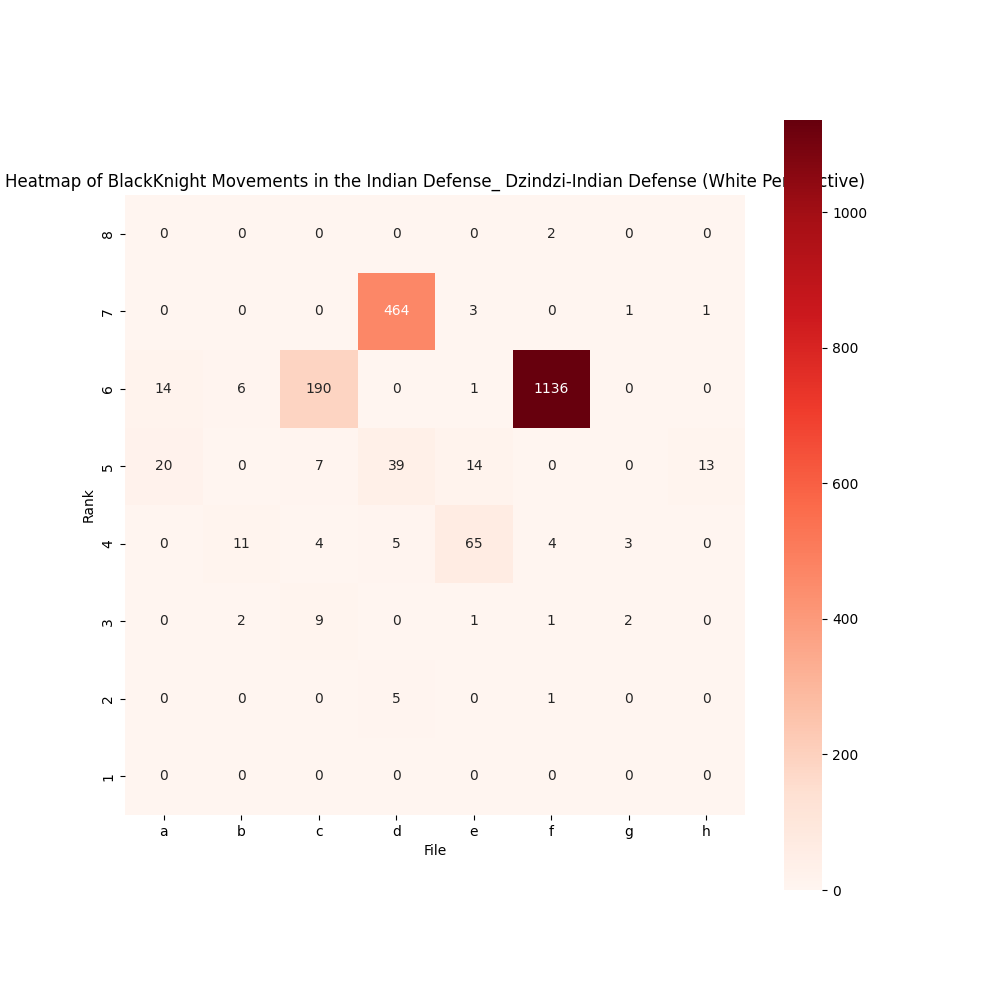 Heatmap of BlackKnight Movements in the Indian Defense_ Dzindzi-Indian Defense (White Pe ctive)
8 0 0 0 0 0 2 0 0
7 0 0 0 464 3 0 1 1
6 14 6 190 0 1 1136 0 0
5 20 0 7 39 14 0 0 13
4 0 11 4 5 65 4 3 0
3 0 2 9 0 1 1 2 0
2 0 0 0 5 0 1 0 0
1 0 0 0 0 0 0 0 0
a b c d e f g h
File
Rank
1000
800
600
400
200
0